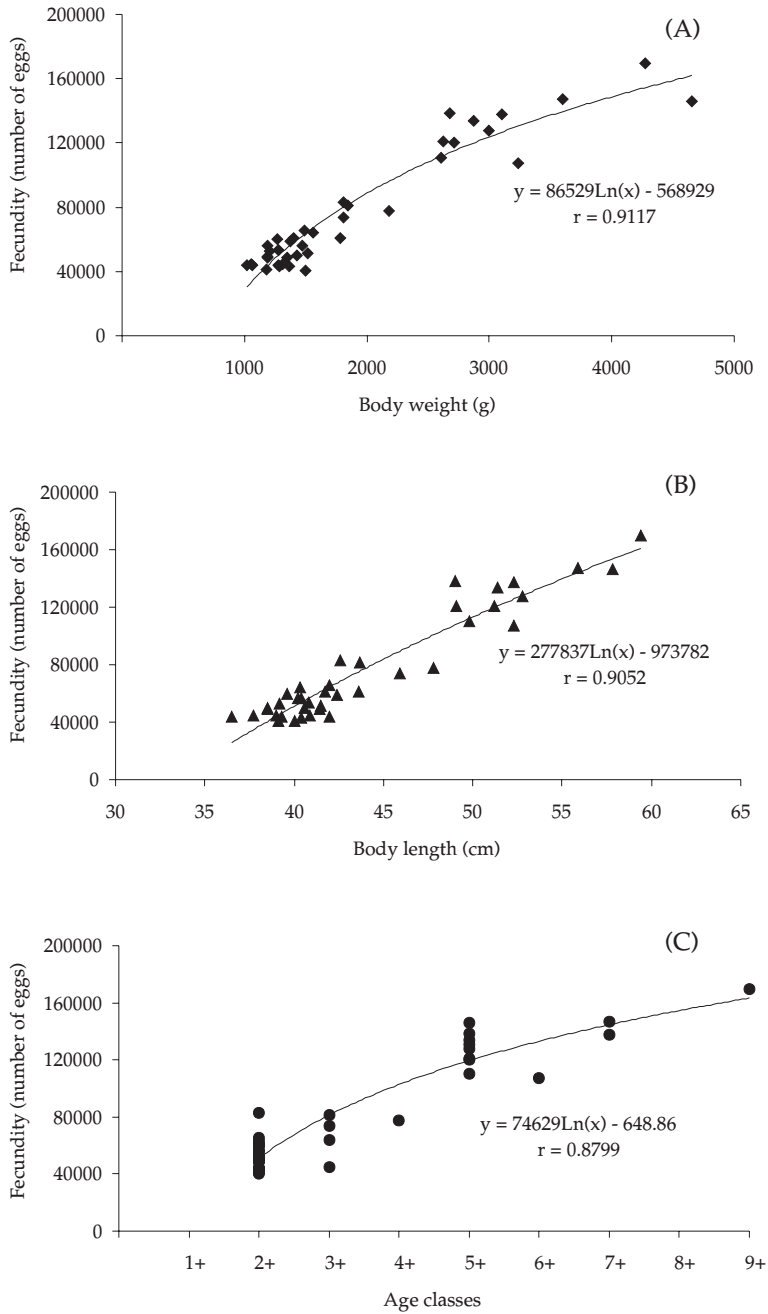 (A)
Fecundity (number of eggs)
200000
160000
120000
80000
40000
0
y = 86529Ln(x) - 568929
r = 0.9117
1000 2000 3000 4000 5000
Body weight (g)
(B)
Fecundity (number of eggs)
200000
160000
120000
80000
40000
0
y = 277837Ln(x) - 973782
r = 0.9052
30 35 40 45 50 55 60 65
Body length (cm)
(C)
Fecundity (number of eggs)
200000
160000
120000
80000
40000
0
y = 74629Ln(x) - 648.86
r = 0.8799
1+ 2+ 3+ 4+ 5+ 6+ 7+ 8+ 9+
Age classes